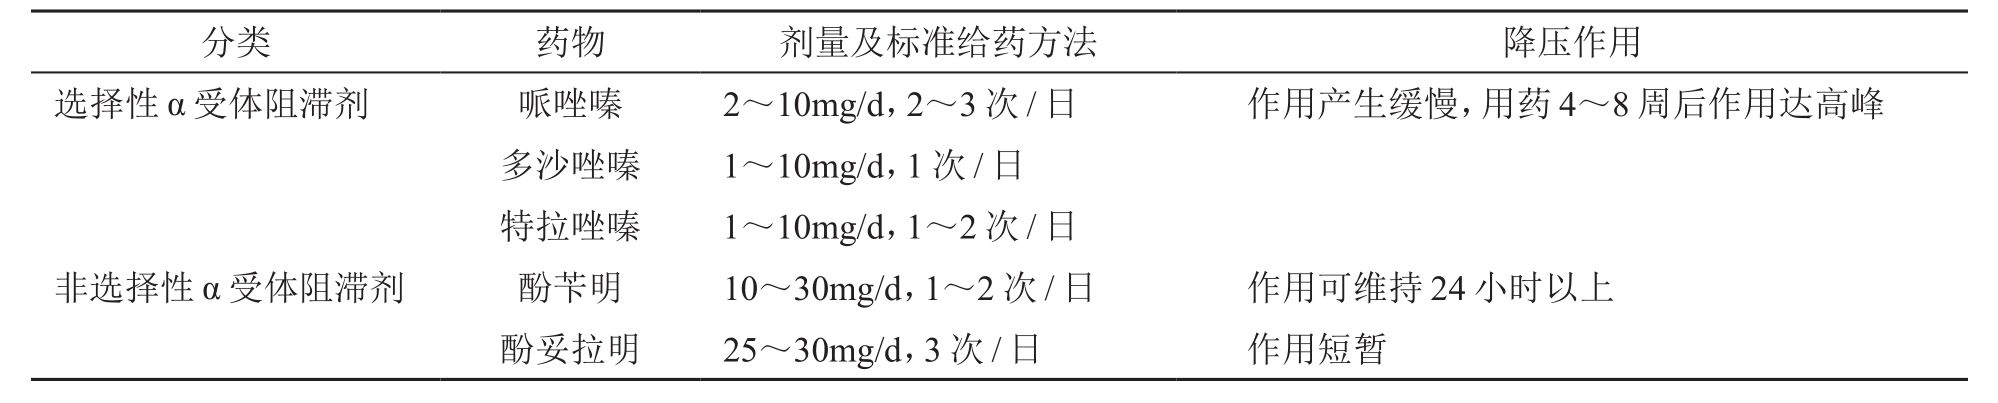 分类 药物 剂量及标准给药方法 降压作用
选择性α受体阻滞剂 哌唑嗪 2～10mg/d，2～3次/日 作用产生缓慢，用药4～8周后作用达高峰
多沙唑嗪 1～10mg/d，1次/日
特拉唑嗪 1～10mg/d，1～2次/日
非选择性α受体阻滞剂 酚苄明 10～30mg/d，1～2次/日 作用可维持24小时以上
酚妥拉明 25～30mg/d，3次/日 作用短暂